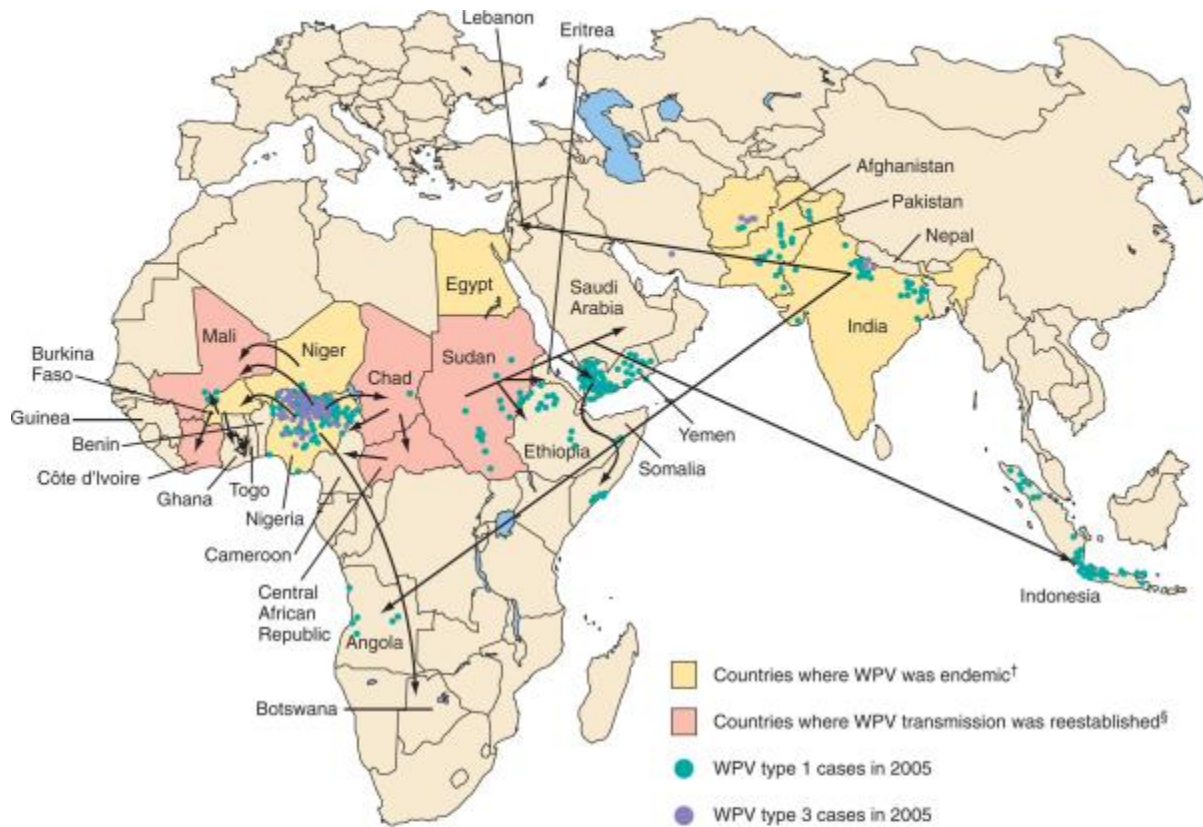 Lebanon
Eritrea
Afghanistan
Pakistan
Nepal
Egypt
Saudi
Arabia
India
Mali
Niger
Burkina
Faso
Chad
Sudan
Guinea
Benin
Yemen
Ethiopia
Somalia
Côte d'Ivoire
Ghana
Togo
Nigeria
Cameroon
Central
African
Republic
Indonesia
Angola
Botswana
Countries where WPV was endemic†
Countries where WPV transmission was reestablished§
WPV type 1 cases in 2005
WPV type 3 cases in 2005